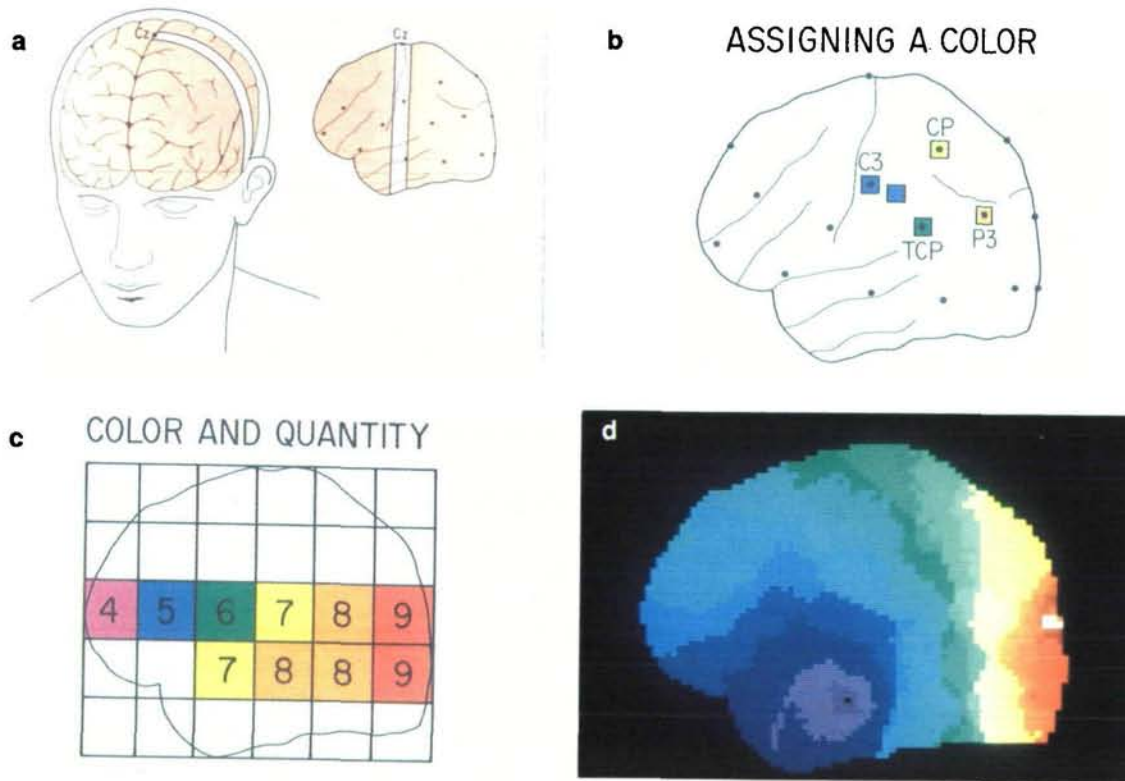 a
Cz
Cz
b
ASSIGNING A COLOR
CP
C3
TCP
P3
c
COLOR AND QUANTITY
4 5 6 7 8 9
7 8 8 9
d